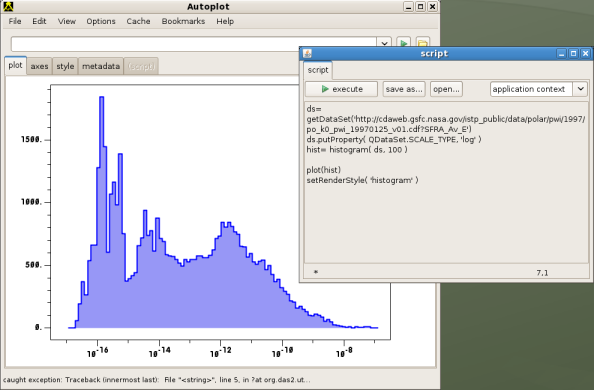 Autoplot
File Edit View Options Cache Bookmarks Help
plot axes style metadata (script)
1500.
1000.
500.
0.
10-16 10-14 10-12 10-10 10-8
caught exception: Traceback (innermost last): File "<string>", line 5, in ?at org.das2.ut...
script
script
execute save as... open... application context
ds=
getDataSet('http://cdaweb.gsfc.nasa.gov/istp_public/data/polar/pwi/1997/
po_k0_pwi_19970125_v01.cdf?SFRA_Av_E')
ds.putProperty( QDataSet.SCALE_TYPE, 'log' )
hist= histogram( ds, 100 )
plot(hist)
setRenderStyle( 'histogram' )
* 7.1